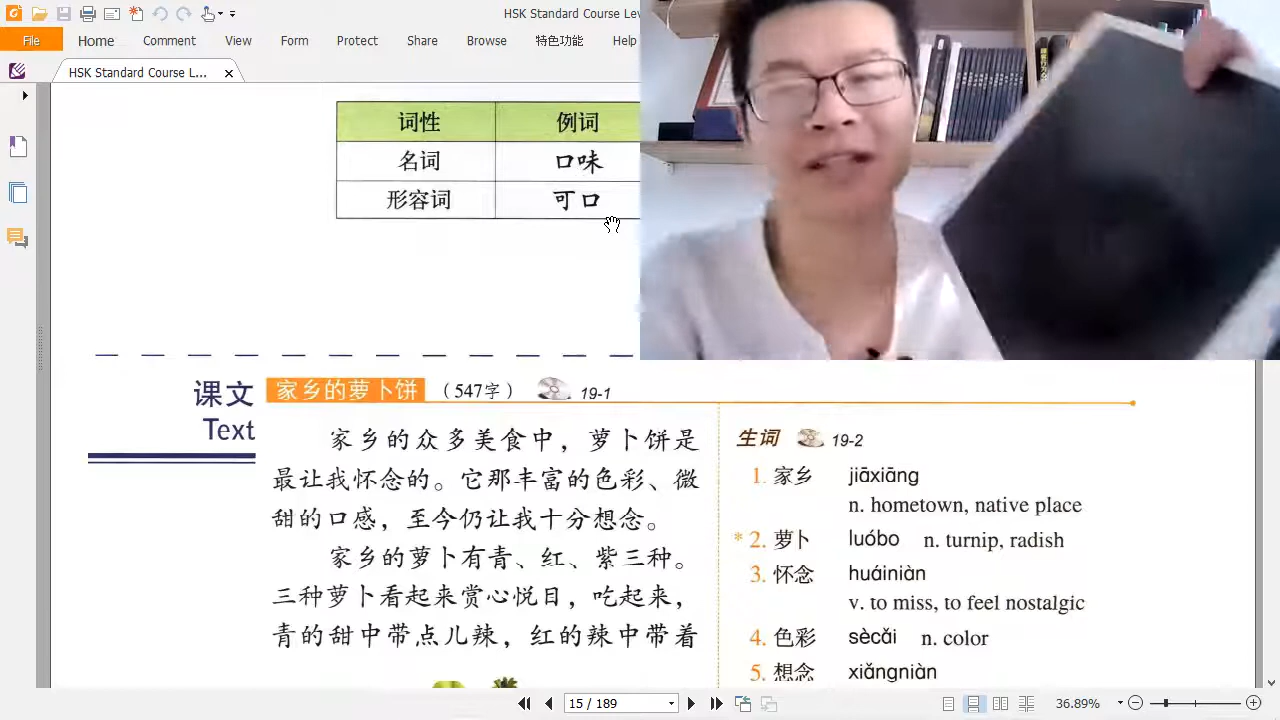 HSK Standard Course Lev
File Home Comment View Form Protect Share Browse 特色功能 Help
HSK Standard Course L...
词性 例词
名词 口味
形容词 可口
课文 家乡的萝卜饼 (547字) 19-1
Text
家乡的众多美食中，萝卜饼是
最让我怀念的。它那丰富的色彩、微
甜的口感，至今仍让我十分想念。
家乡的萝卜有青、红、紫三种。
三种萝卜看起来赏心悦目，吃起来，
青的甜中带点儿辣，红的辣中带着
生词 19-2
1. 家乡 jiāxiāng
n. hometown, native place
* 2. 萝卜 luóbo n. turnip, radish
3. 怀念 huáiniàn
v. to miss, to feel nostalgic
4. 色彩 sècǎi n. color
5. 想念 xiǎngniàn
15 / 189
36.89%